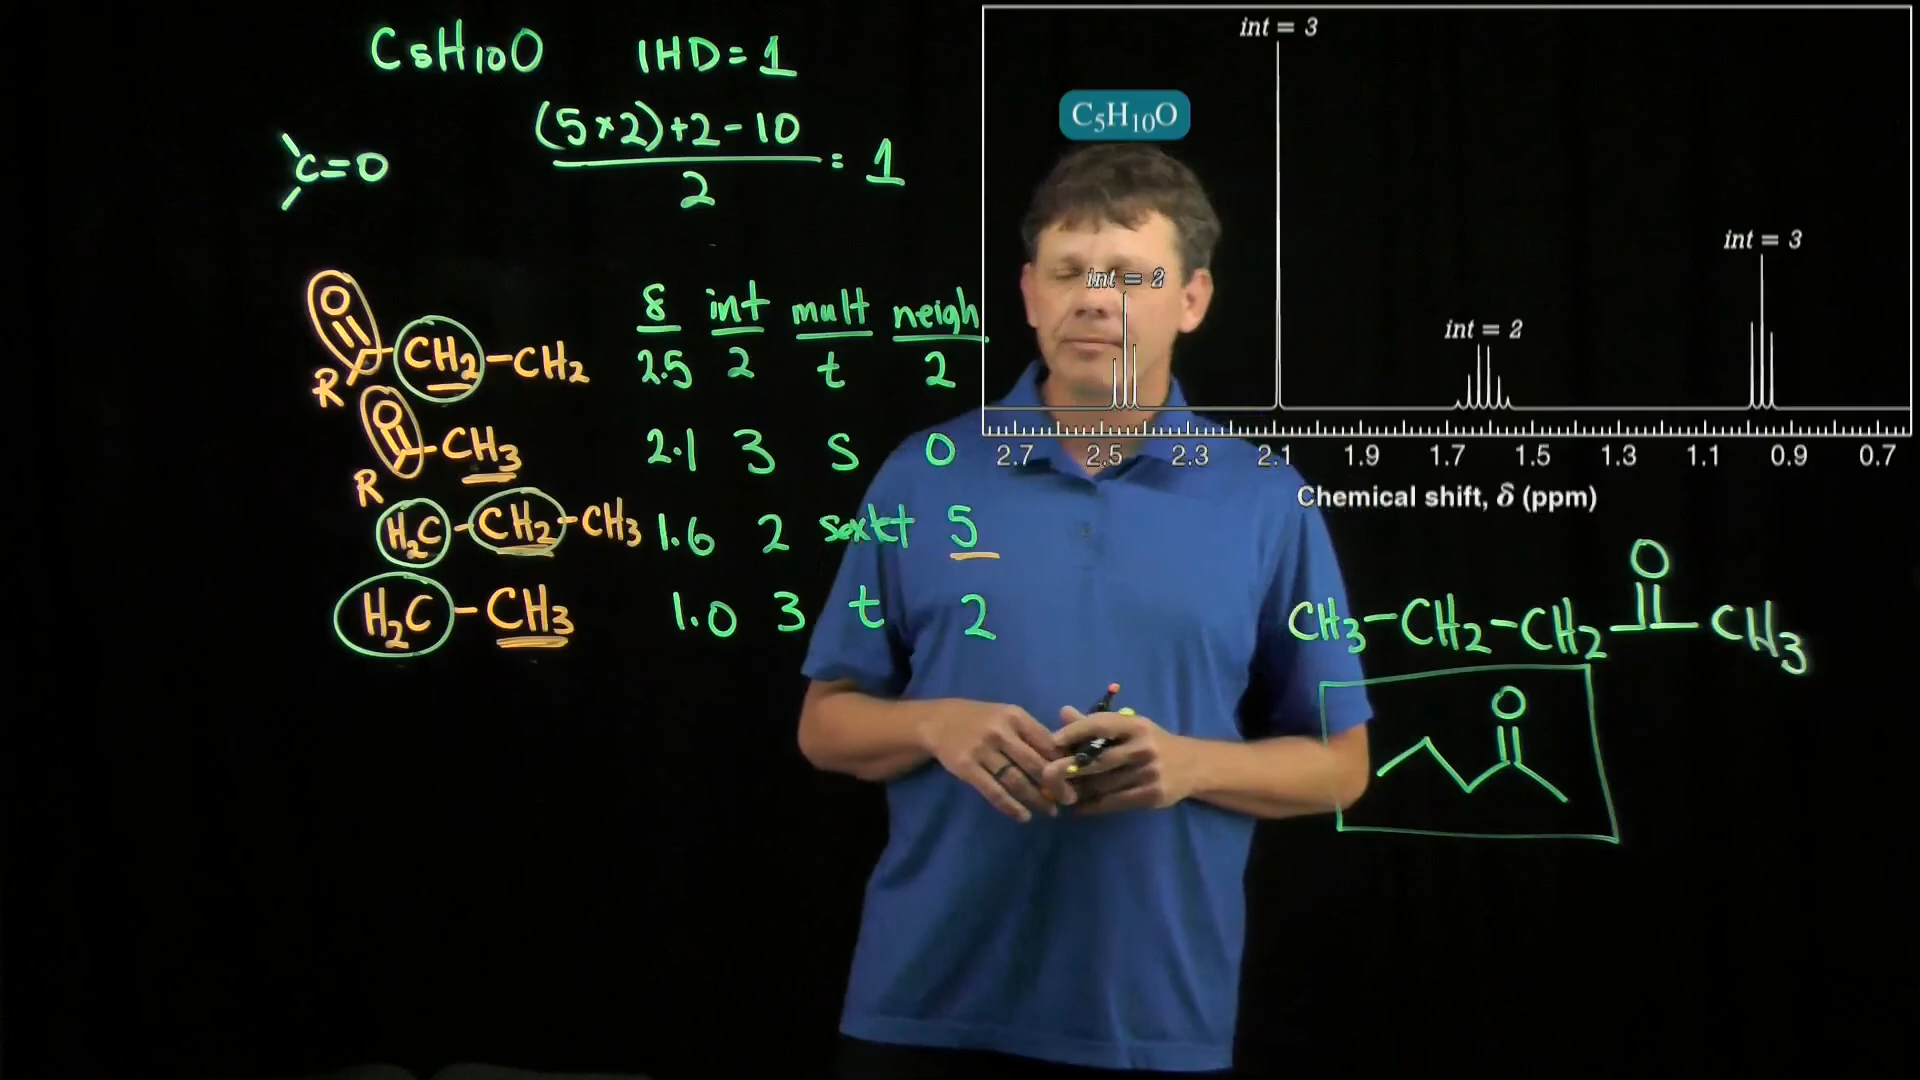 C5H10O IHD = 1
(5×2)+2-10
2
= 1
C=O
δ int mult neigh
O
R CH2-CH2 2.5 2 t 2
O
R CH3 2.1 3 s 0
H2C-CH2-CH3 1.6 2 sextet 5
H2C-CH3 1.0 3 t 2
int = 3
C5H10O
int = 2
int = 2
int = 3
2.7 2.5 2.3 2.1 1.9 1.7 1.5 1.3 1.1 0.9 0.7
Chemical shift, δ (ppm)
O
CH3-CH2-CH2 CH3
O